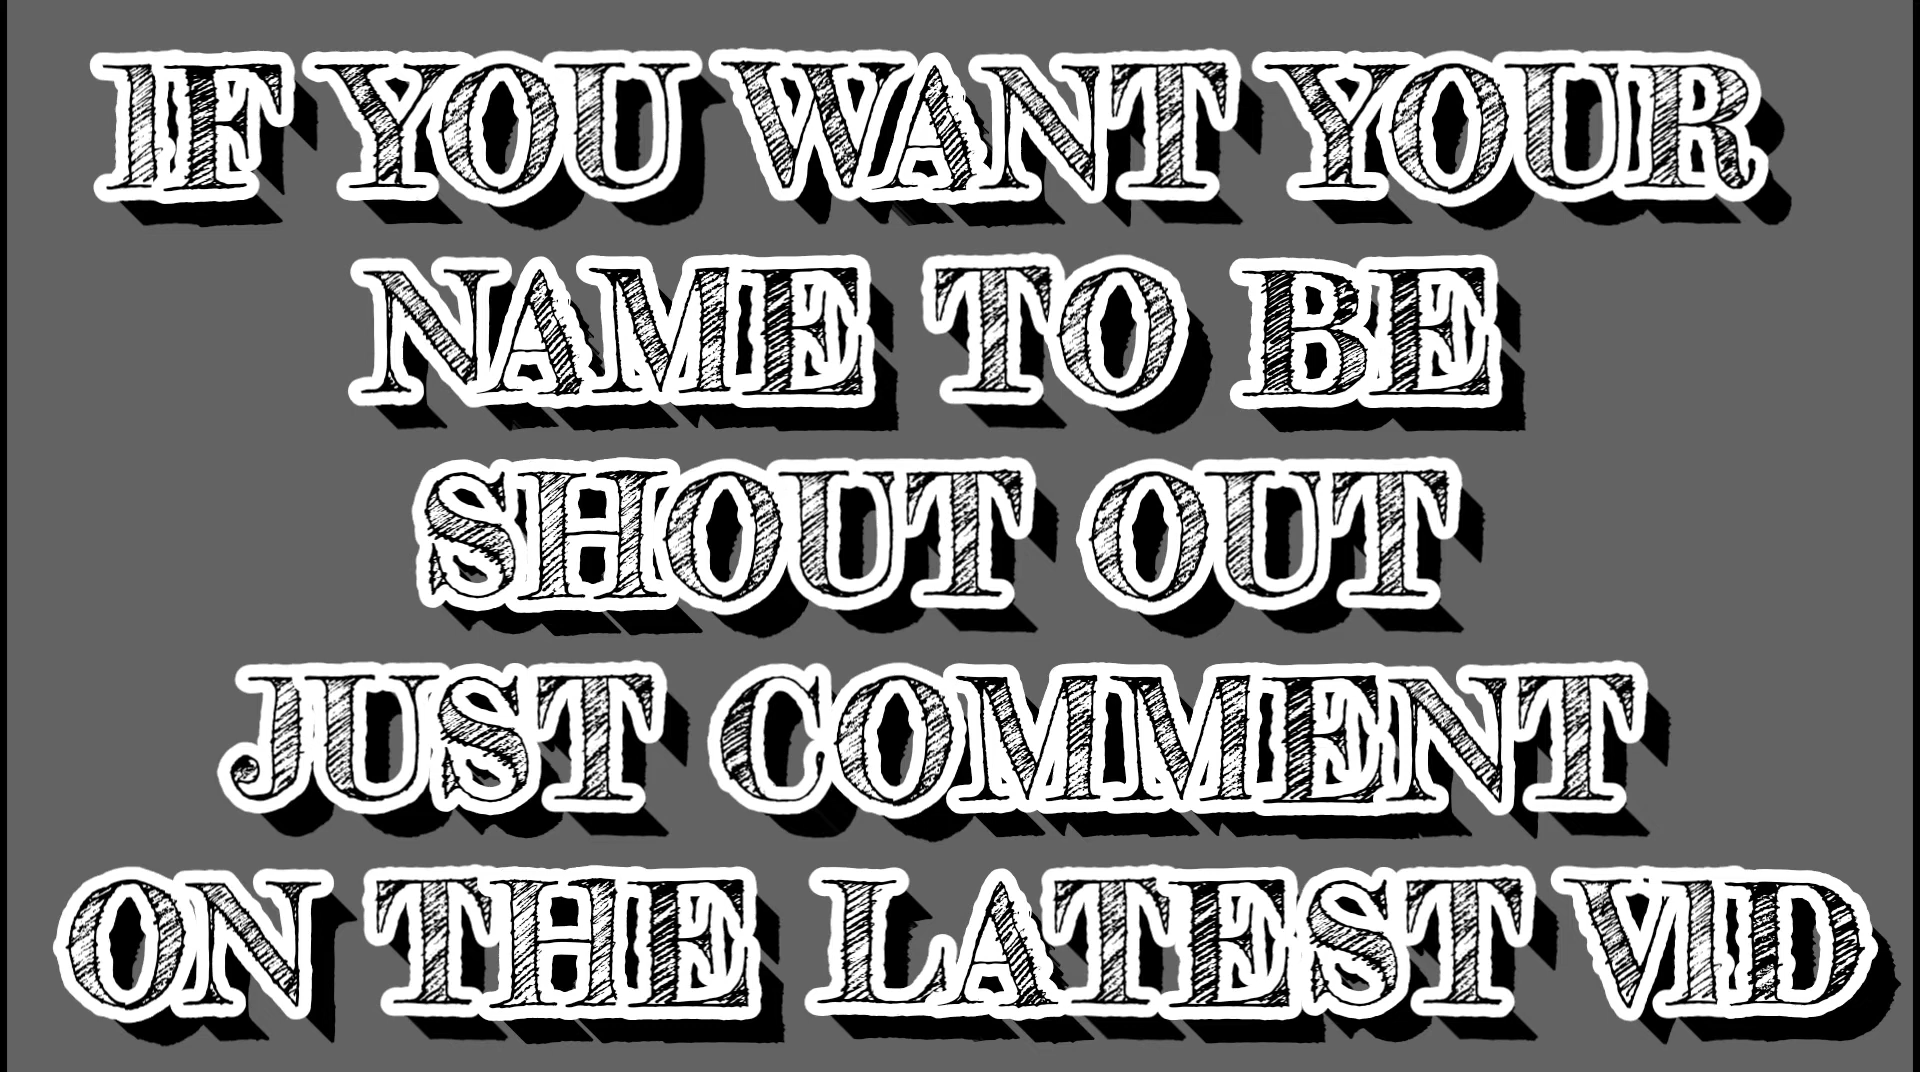 IF YOU WANT YOUR
NAME TO BE
SHOUT OUT
JUST COMMENT
ON THE LATEST VID